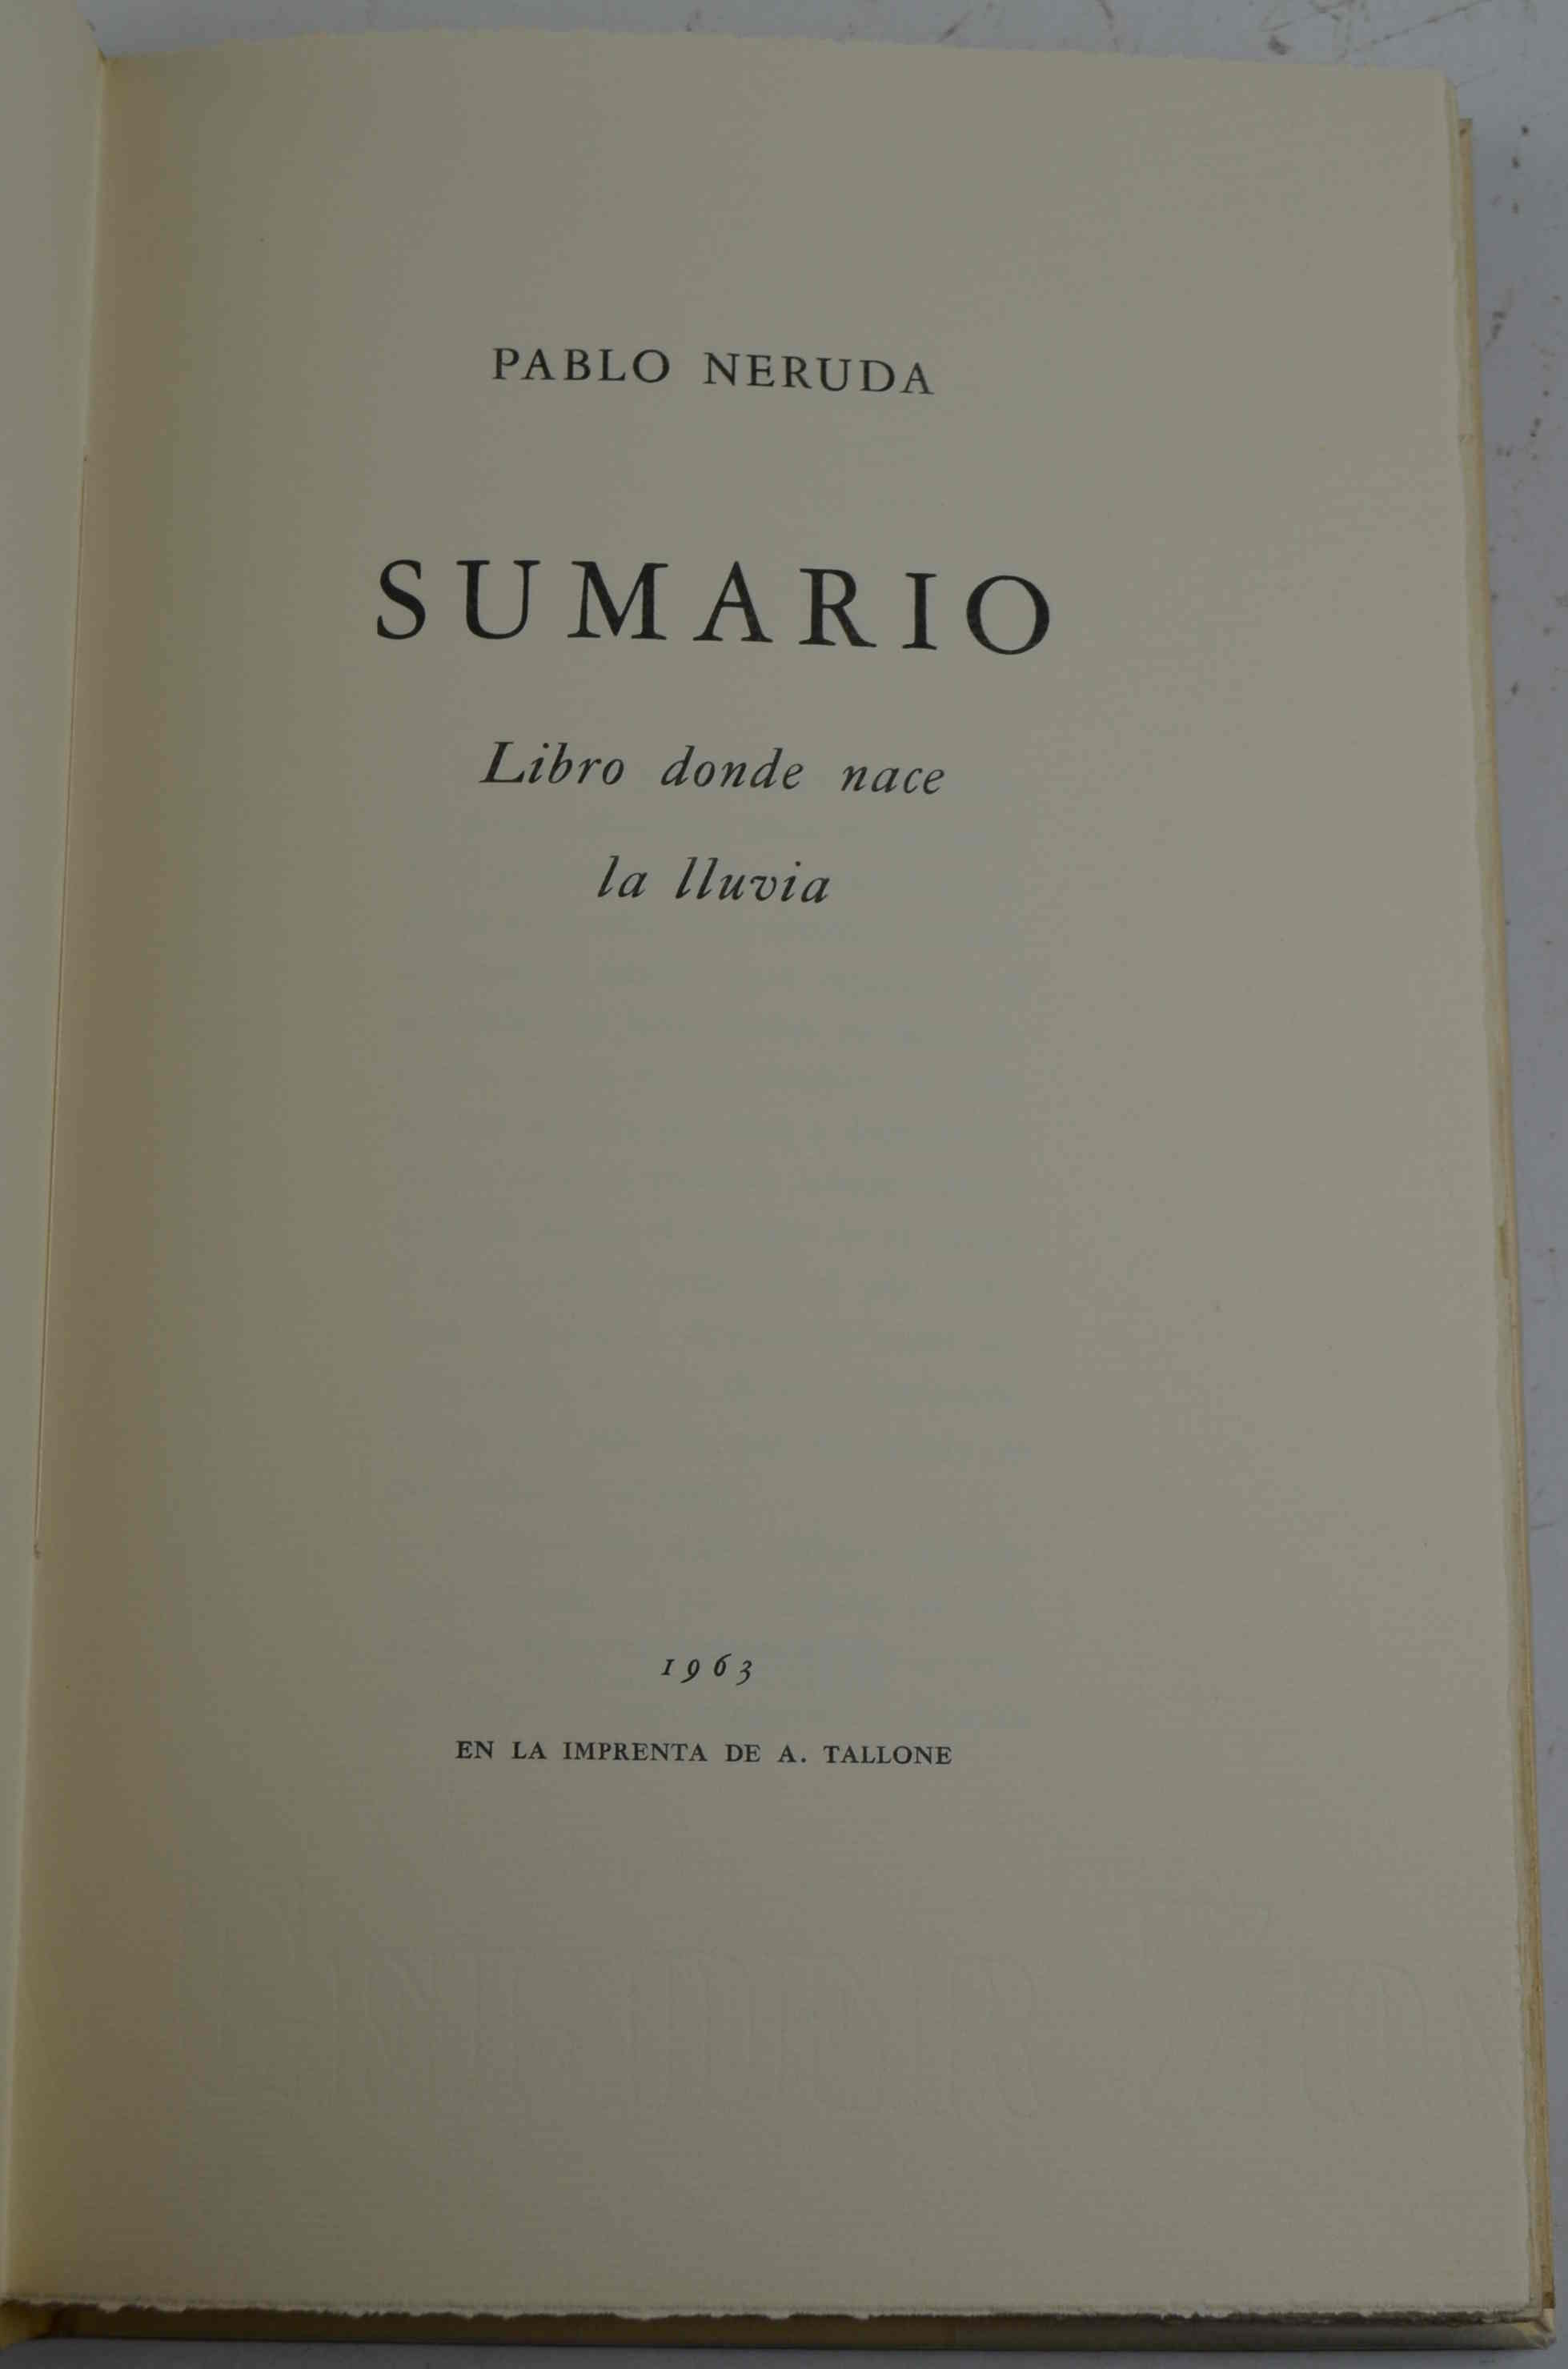 PABLO NERUDA
SUMARIO
Libro donde nace
la lluvia
1963
EN LA IMPRENTA DE A. TALLONE